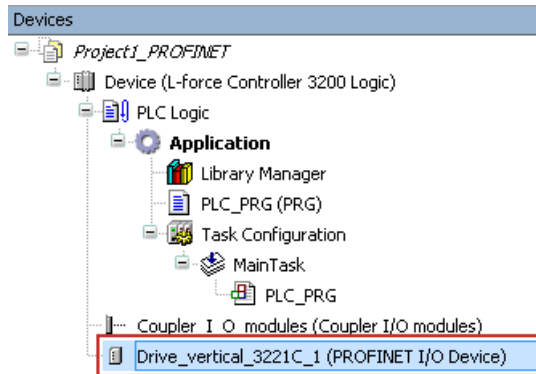 Devices
Project1_PROFINET
Device (L-force Controller 3200 Logic)
PLC Logic
Application
Library Manager
PLC_PRG (PRG)
Task Configuration
MainTask
PLC_PRG
Coupler_I_O_modules (Coupler I/O modules)
Drive_vertical_3221C_1 (PROFINET I/O Device)